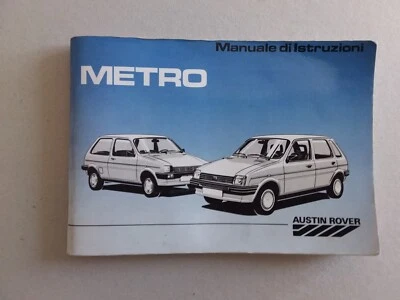 Manuale di Istruzioni
METRO
AUSTIN ROVER